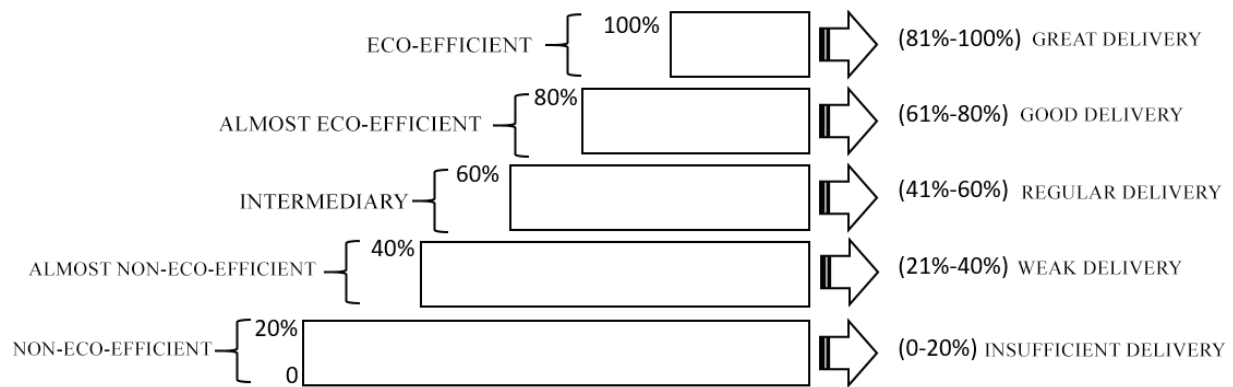 ECO-EFFICIENT 100% (81%-100%) GREAT DELIVERY
ALMOST ECO-EFFICIENT 80% (61%-80%) GOOD DELIVERY
INTERMEDIARY 60% (41%-60%) REGULAR DELIVERY
ALMOST NON-ECO-EFFICIENT 40% (21%-40%) WEAK DELIVERY
NON-ECO-EFFICIENT 20% (0-20%) INSUFFICIENT DELIVERY
0